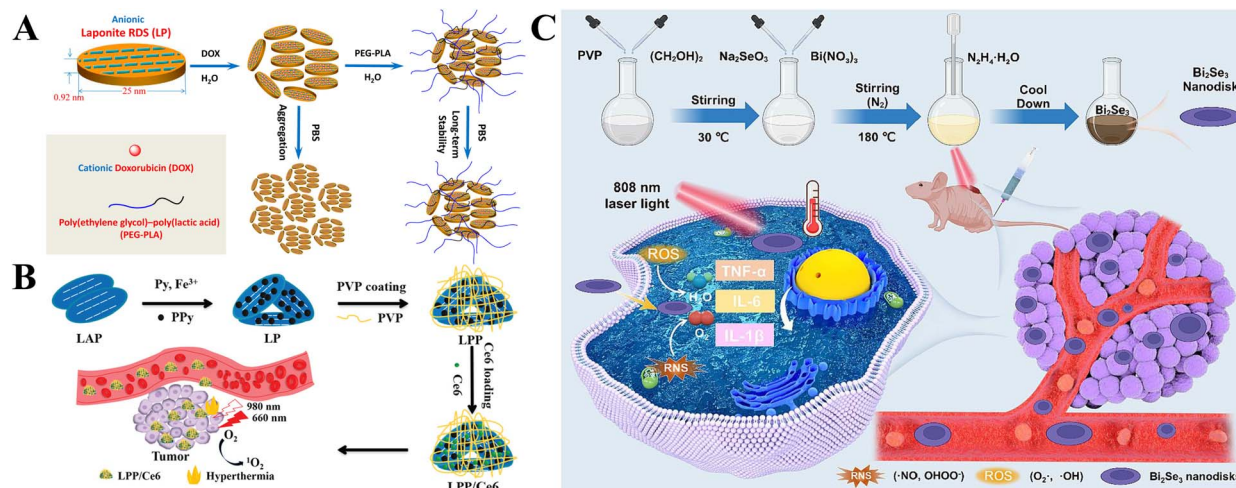 A
Anionic
Laponite RDS (LP)
0.92 nm
25 nm
DOX
H₂O
PEG-PLA
H₂O
Aggregation
PBS
Long-term
Stability
PBS
Cationic Doxorubicin (DOX)
Poly(ethylene glycol)–poly(lactic acid)
(PEG-PLA)
B
LAP
Py, Fe³⁺
PPy
LP
PVP coating
PVP
LPP
Ce6
Ce6 loading
LPP/Ce6
980 nm
660 nm
O₂
¹O₂
Tumor
LPP/Ce6
Hyperthermia
C
PVP
(CH₂OH)₂
Stirring
30 ℃
Na₂SeO₃
Bi(NO₃)₃
Stirring
(N₂)
180 ℃
N₂H₄·H₂O
Cool
Down
Bi₂Se₃
Bi₂Se₃
Nanodisk
808 nm
laser light
ROS
H₂O
O₂
RNS
TNF-α
IL-6
IL-1β
RNS (·NO, OHOO⁻)
ROS (O₂⁻, ·OH)
Bi₂Se₃ nanodisks